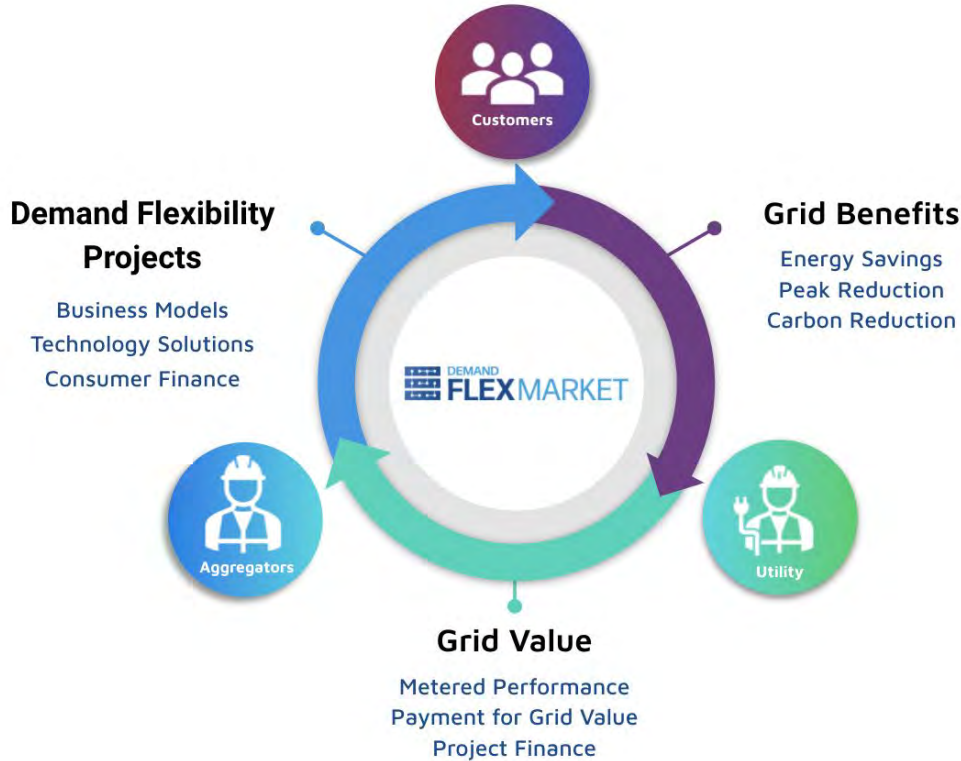 Customers
Demand Flexibility
Projects
Business Models
Technology Solutions
Consumer Finance
Grid Benefits
Energy Savings
Peak Reduction
Carbon Reduction
DEMAND
FLEXMARKET
Aggregators
Utility
Grid Value
Metered Performance
Payment for Grid Value
Project Finance